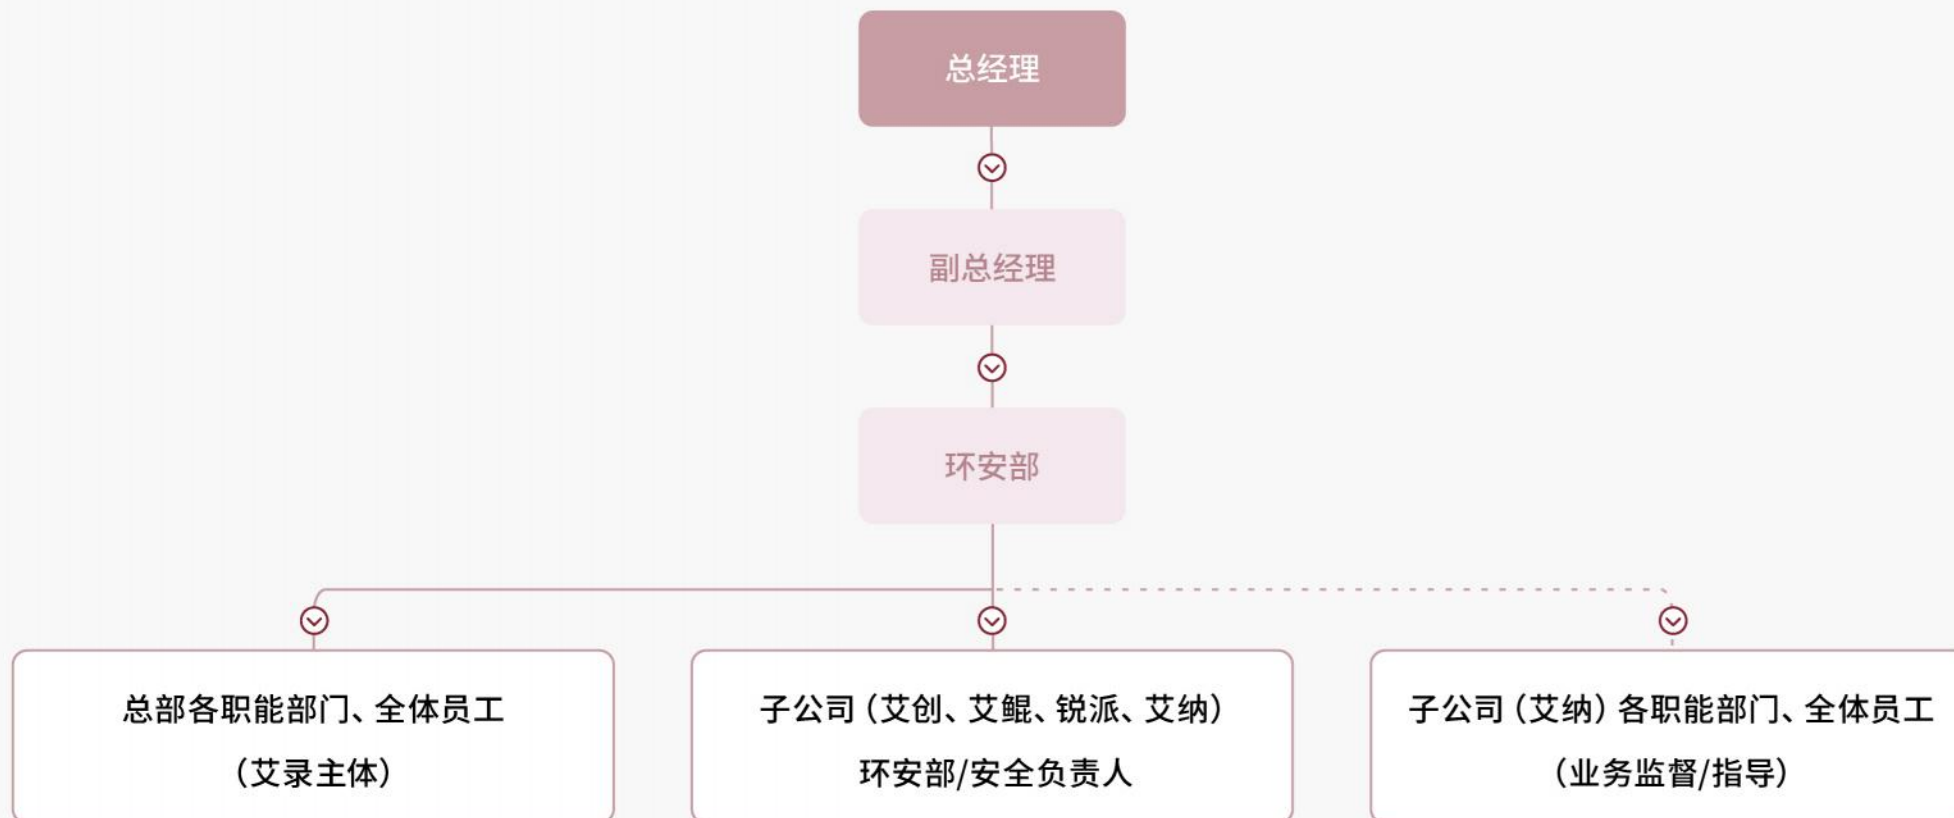 总经理
副总经理
环安部
总部各职能部门、全体员工
（艾录主体）
子公司（艾创、艾鲲、锐派、艾纳）
环安部/安全负责人
子公司（艾纳）各职能部门、全体员工
（业务监督/指导）